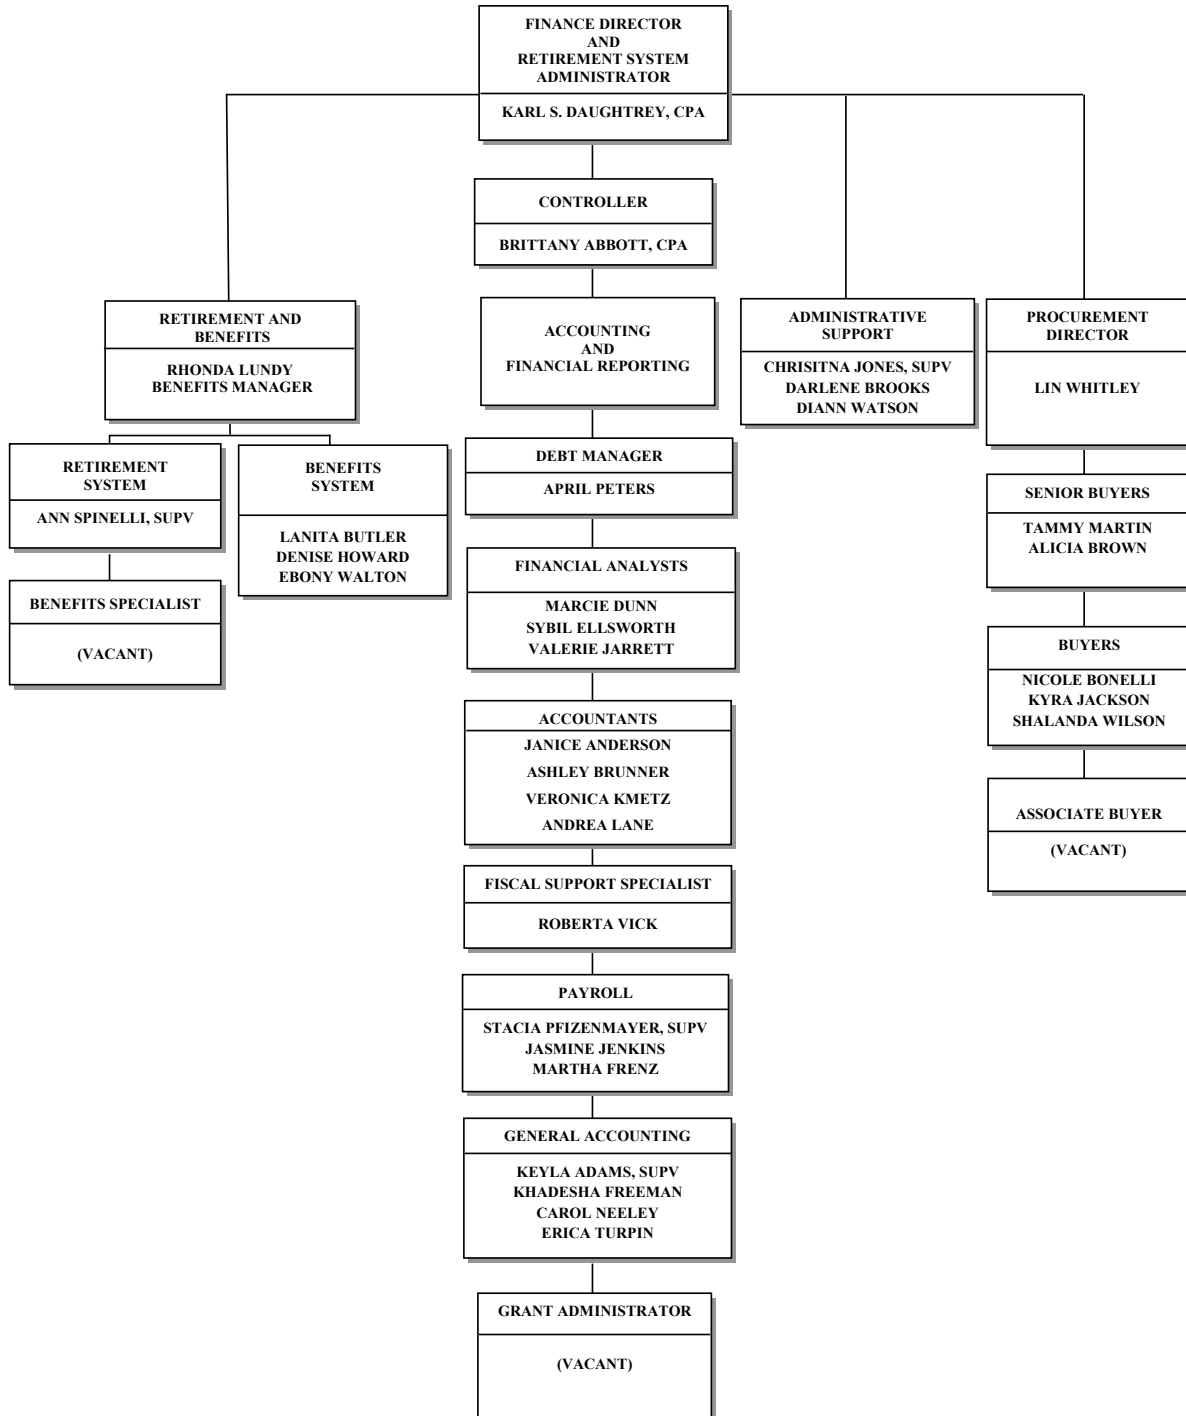 FINANCE DIRECTOR
AND
RETIREMENT SYSTEM
ADMINISTRATOR
KARL S. DAUGHTREY, CPA
CONTROLLER
BRITTANY ABBOTT, CPA
RETIREMENT AND
BENEFITS
RHONDA LUNDY
BENEFITS MANAGER
RETIREMENT
SYSTEM
ANN SPINELLI, SUPV
BENEFITS SPECIALIST
(VACANT)
BENEFITS
SYSTEM
LANITA BUTLER
DENISE HOWARD
EBONY WALTON
ACCOUNTING
AND
FINANCIAL REPORTING
DEBT MANAGER
APRIL PETERS
FINANCIAL ANALYSTS
MARCIE DUNN
SYBIL ELLSWORTH
VALERIE JARRETT
ACCOUNTANTS
JANICE ANDERSON
ASHLEY BRUNNER
VERONICA KMETZ
ANDREA LANE
FISCAL SUPPORT SPECIALIST
ROBERTA VICK
PAYROLL
STACIA PFIZENMAYER, SUPV
JASMINE JENKINS
MARTHA FRENZ
GENERAL ACCOUNTING
KEYLA ADAMS, SUPV
KHADESHA FREEMAN
CAROL NEELEY
ERICA TURPIN
GRANT ADMINISTRATOR
(VACANT)
ADMINISTRATIVE
SUPPORT
CHRISITNA JONES, SUPV
DARLENE BROOKS
DIANN WATSON
PROCUREMENT
DIRECTOR
LIN WHITLEY
SENIOR BUYERS
TAMMY MARTIN
ALICIA BROWN
BUYERS
NICOLE BONELLI
KYRA JACKSON
SHALANDA WILSON
ASSOCIATE BUYER
(VACANT)